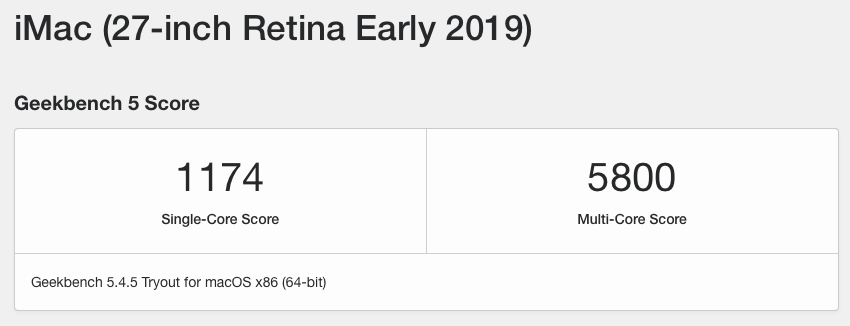 iMac (27-inch Retina Early 2019)
Geekbench 5 Score
1174
Single-Core Score
5800
Multi-Core Score
Geekbench 5.4.5 Tryout for macOS x86 (64-bit)